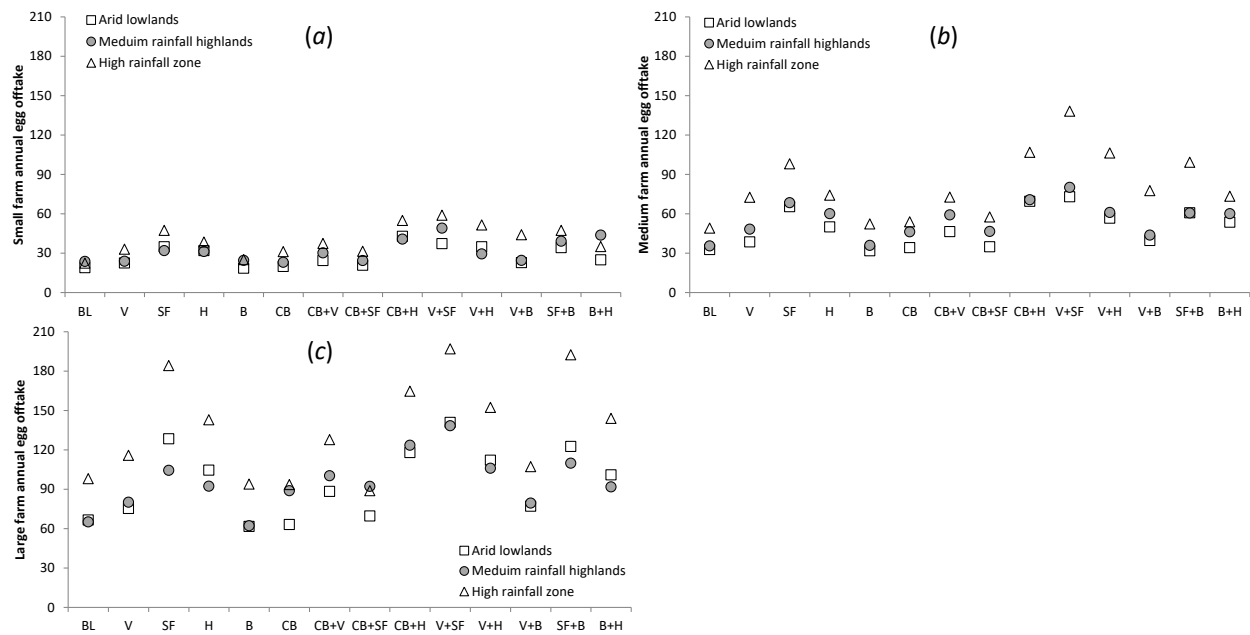 Small farm annual egg offtake
210
180
150
120
90
60
30
0
(a)
Arid lowlands
Meduim rainfall highlands
High rainfall zone
BL V SF H B CB CB+V CB+SF CB+H V+SF V+H V+B SF+B B+H
Medium farm annual egg offtake
210
180
150
120
90
60
30
0
(b)
Arid lowlands
Meduim rainfall highlands
High rainfall zone
BL V SF H B CB CB+V CB+SF CB+H V+SF V+H V+B SF+B B+H
Large farm annual egg offtake
210
180
150
120
90
60
30
0
(c)
Arid lowlands
Meduim rainfall highlands
High rainfall zone
BL V SF H B CB CB+V CB+SF CB+H V+SF V+H V+B SF+B B+H